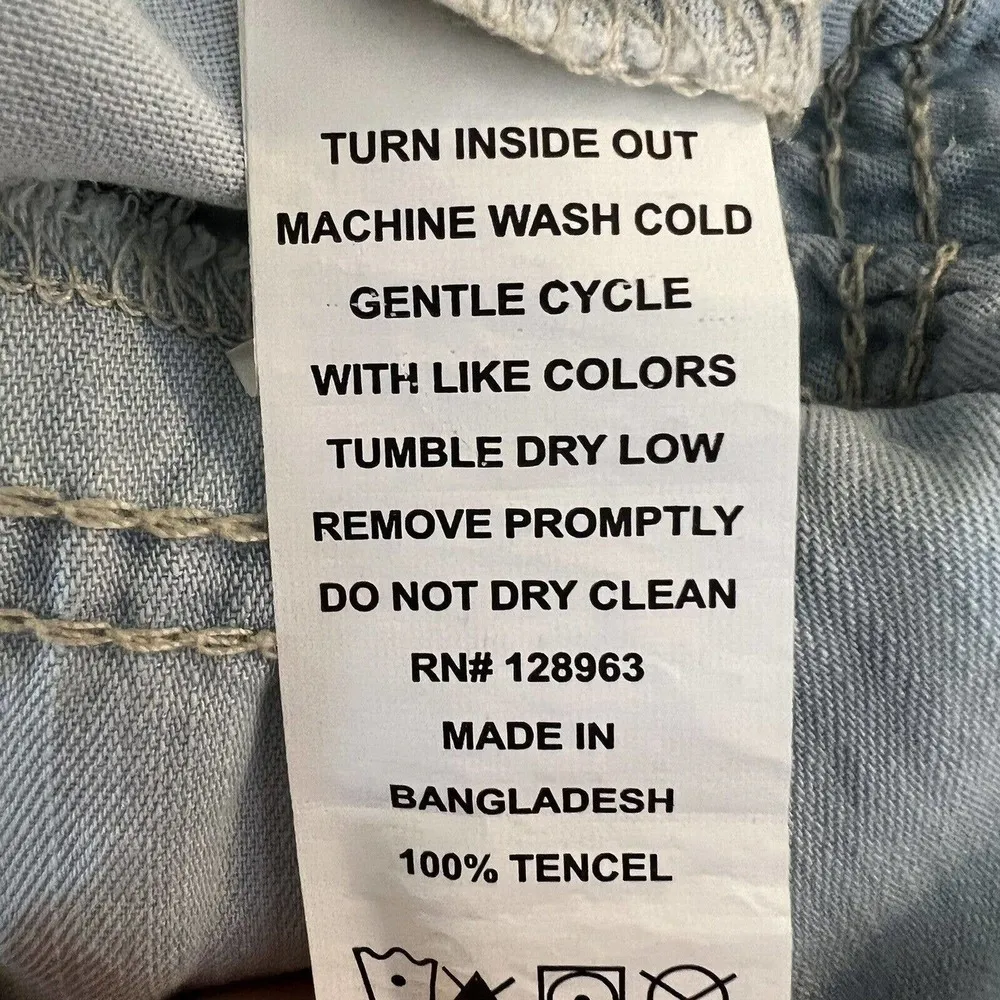 TURN INSIDE OUT
MACHINE WASH COLD
GENTLE CYCLE
WITH LIKE COLORS
TUMBLE DRY LOW
REMOVE PROMPTLY
DO NOT DRY CLEAN
RN# 128963
MADE IN
BANGLADESH
100% TENCEL